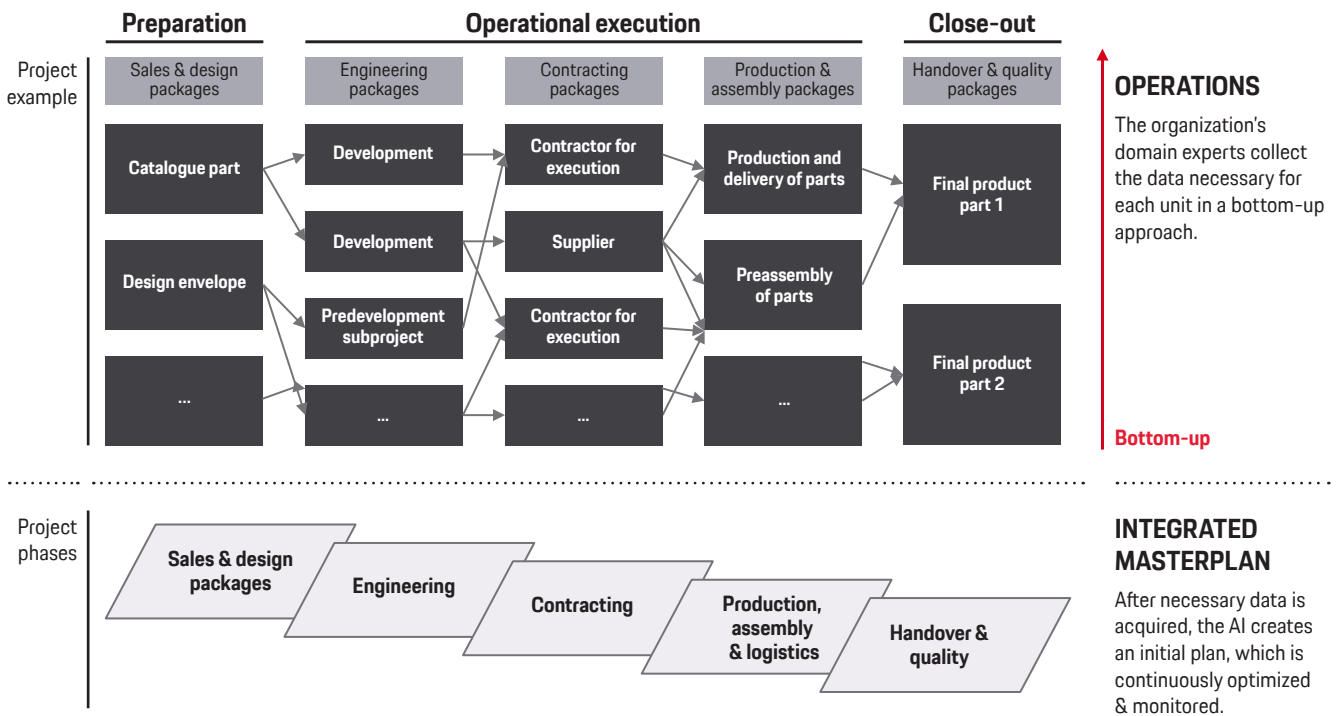 Preparation
Operational execution
Close-out
Project
example
Sales & design
packages
Engineering
packages
Contracting
packages
Production &
assembly packages
Handover & quality
packages
Catalogue part
Design envelope
...
Development
Development
Predevelopment
subproject
...
Contractor for
execution
Supplier
Contractor for
execution
...
Production and
delivery of parts
Preassembly
of parts
...
Final product
part 1
Final product
part 2
OPERATIONS
The organization's
domain experts collect
the data necessary for
each unit in a bottom-up
approach.
Bottom-up
Project
phases
Sales & design
packages
Engineering
Contracting
Production,
assembly
& logistics
Handover &
quality
INTEGRATED
MASTERPLAN
After necessary data is
acquired, the AI creates
an initial plan, which is
continuously optimized
& monitored.